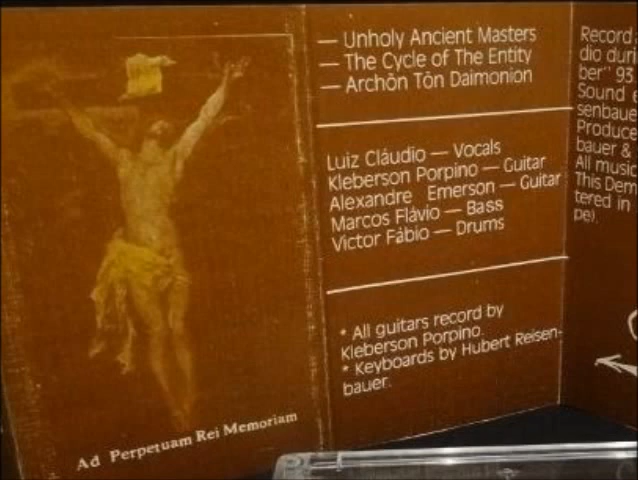 — Unholy Ancient Masters
— The Cycle of The Entity
— Archôn Tôn Daimonion
Luiz Cláudio — Vocals
Kleberson Porpino — Guitar
Alexandre Emerson — Guitar
Marcos Flávio — Bass
Victor Fábio — Drums
* All guitars record by
Kleberson Porpino.
* Keyboards by Hubert Reisen-
bauer.
Ad Perpetuam Rei Memoriam
Record
dio duri
ber" 93
Sound e
senbaue
Produce
bauer &
All music
This Dem
tered in
pe).